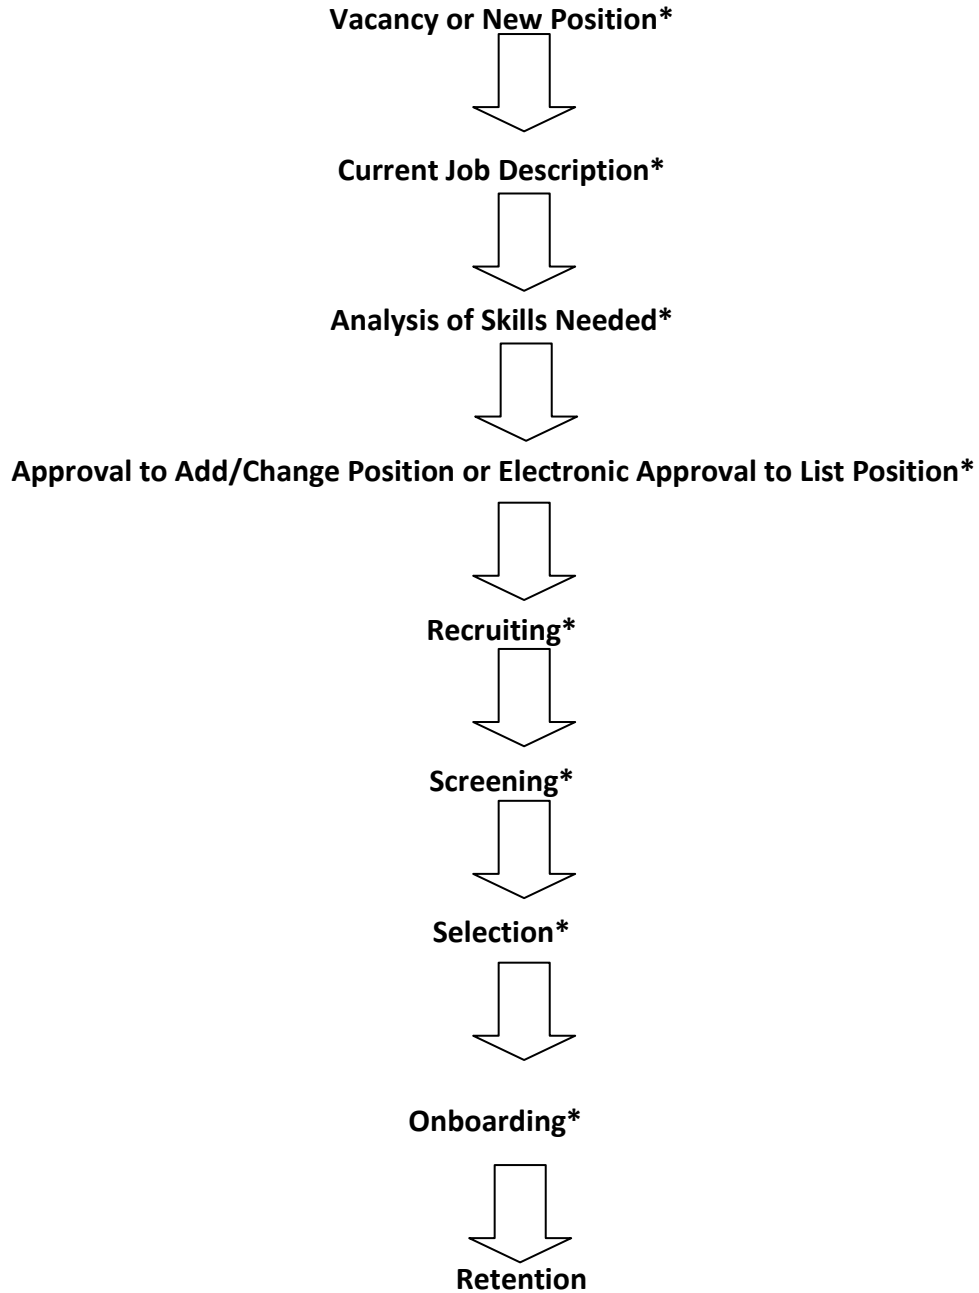 Vacancy or New Position*
Current Job Description*
Analysis of Skills Needed*
Approval to Add/Change Position or Electronic Approval to List Position*
Recruiting*
Screening*
Selection*
Onboarding*
Retention